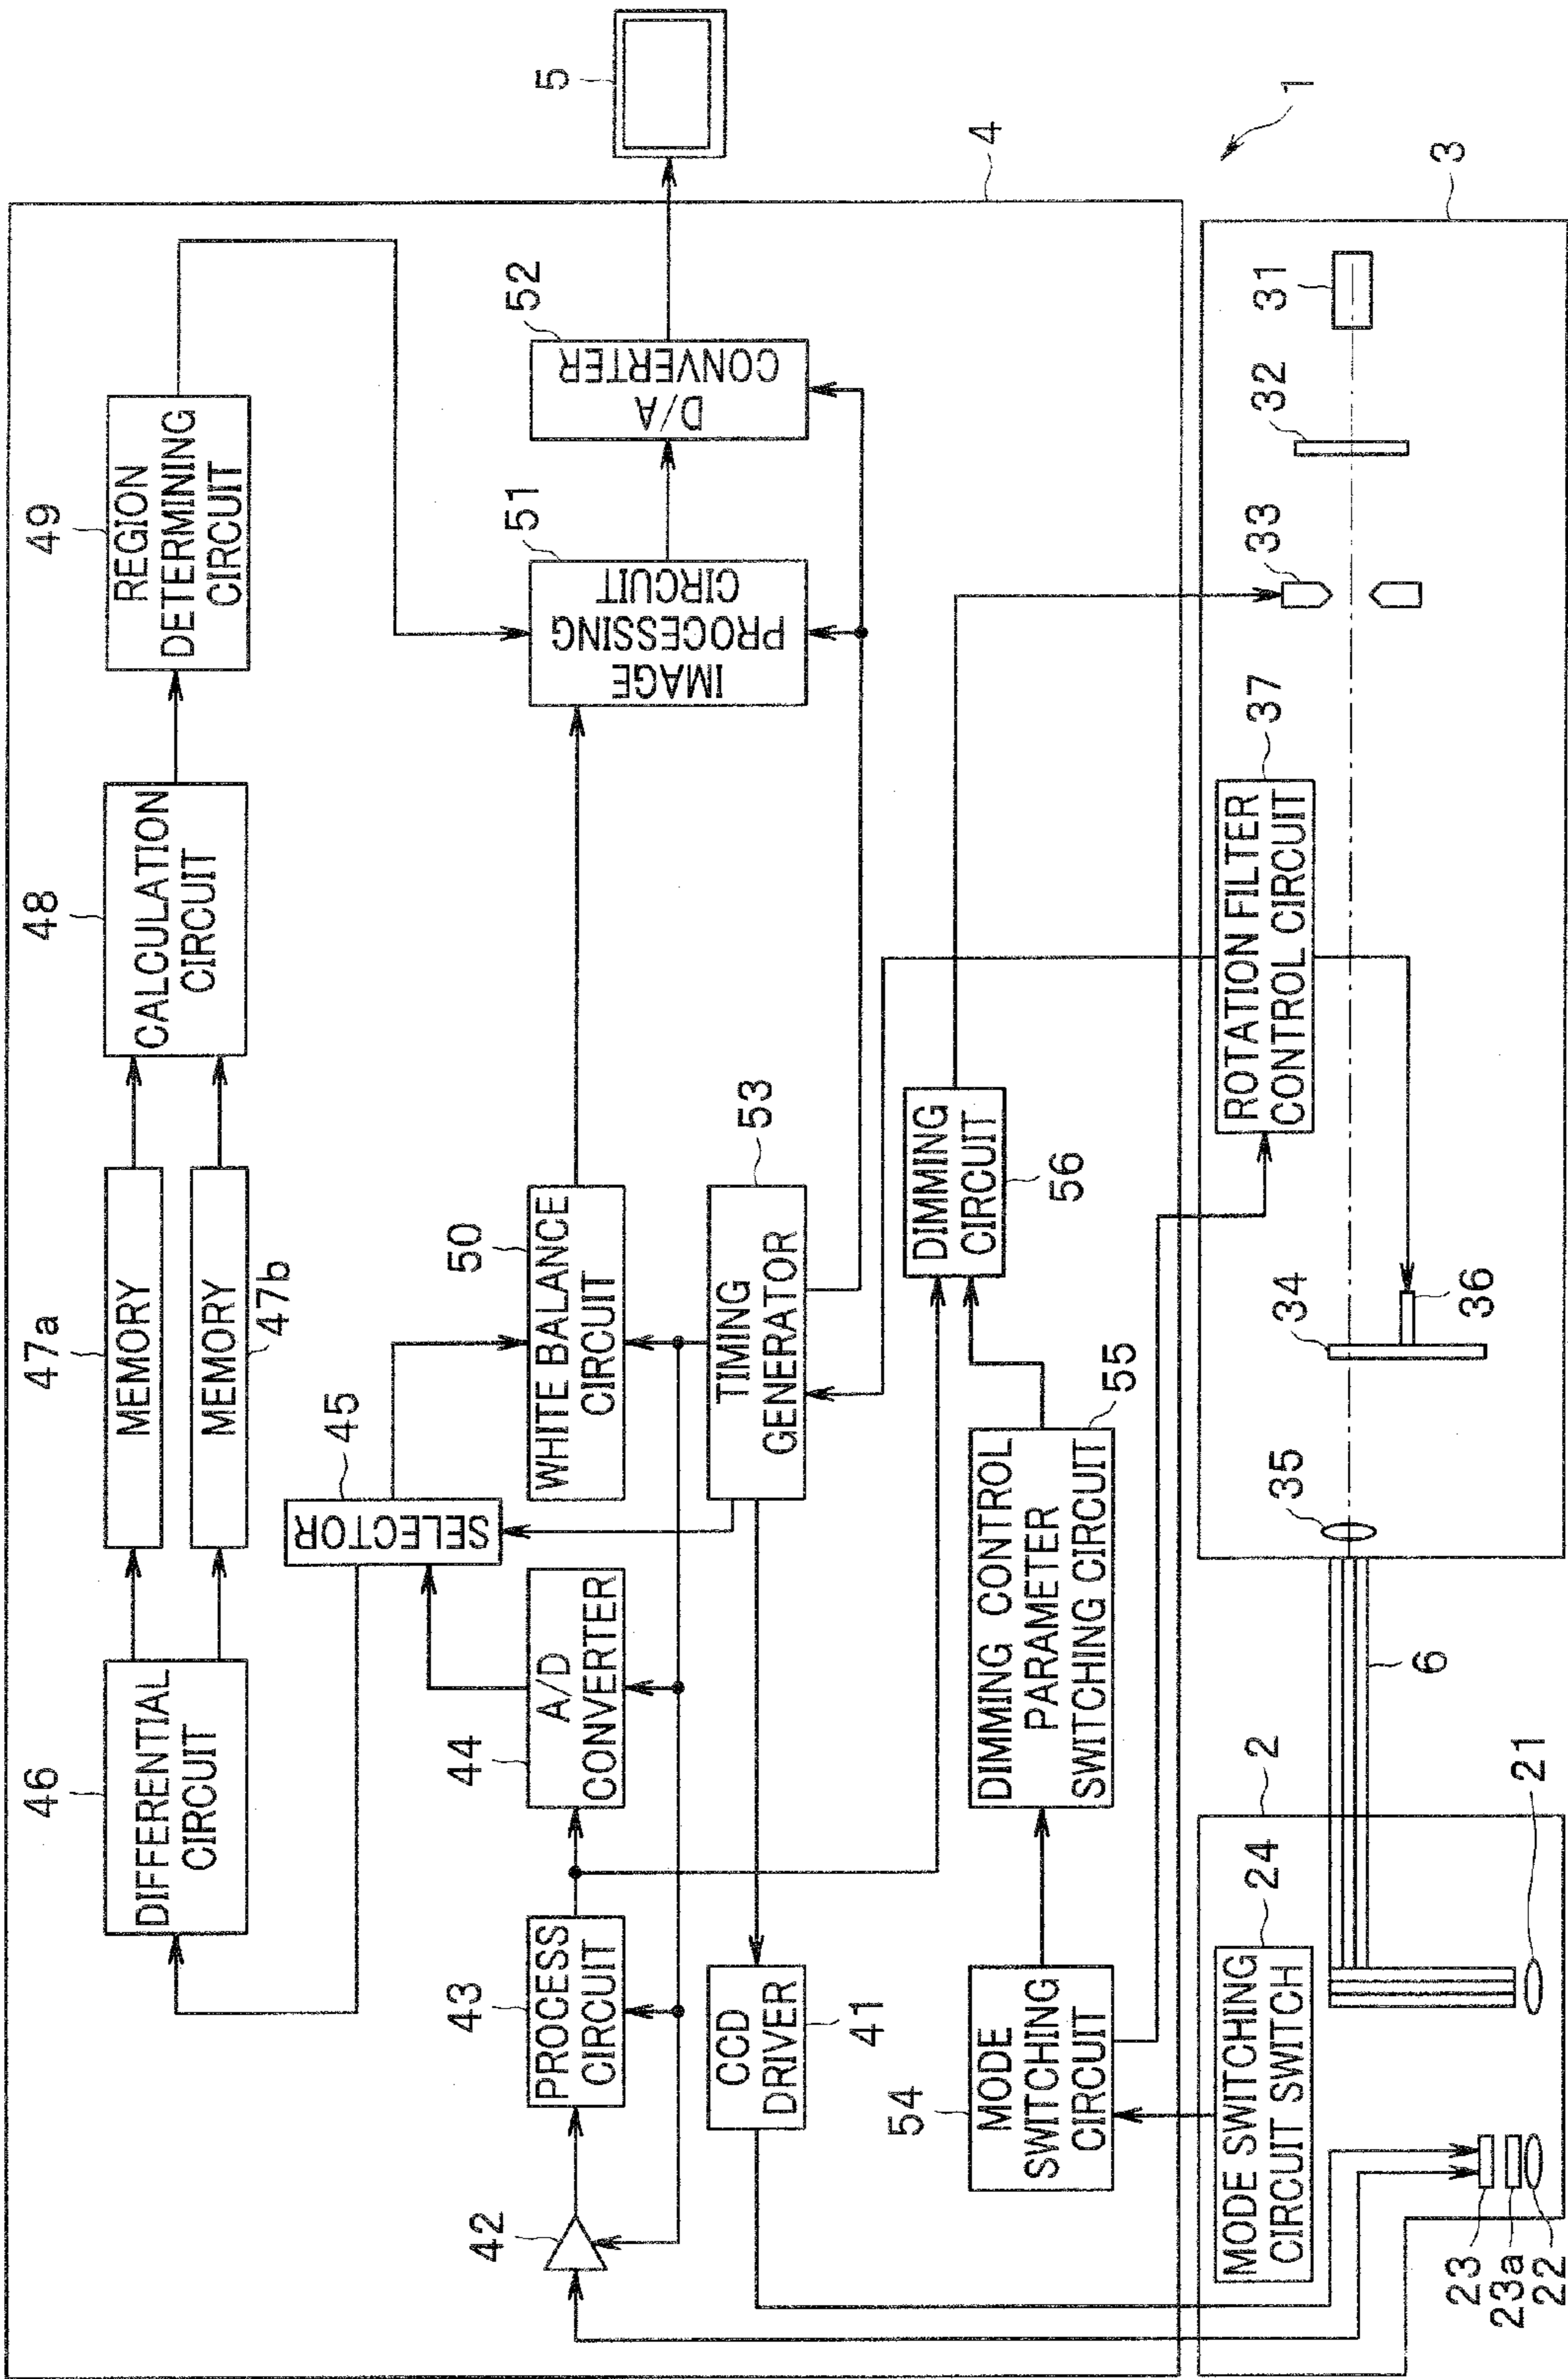 1
5
4
49
REGION
DETERMINING
CIRCUIT
48
CALCULATION
CIRCUIT
47a
MEMORY
MEMORY
47b
46
DIFFERENTIAL
CIRCUIT
45
SELECTOR
50
WHITE BALANCE
CIRCUIT
51
IMAGE
PROCESSING
CIRCUIT
52
D/A
CONVERTER
53
TIMING
GENERATOR
44
A/D
CONVERTER
43
PROCESS
CIRCUIT
42
CCD
DRIVER
41
DIMMING
CIRCUIT
56
DIMMING CONTROL
PARAMETER
SWITCHING CIRCUIT
55
54
MODE
SWITCHING
CIRCUIT
3
31
32
33
37
ROTATION FILTER
CONTROL CIRCUIT
34
36
35
6
2
24
MODE SWITCHING
CIRCUIT SWITCH
21
23
23a
22